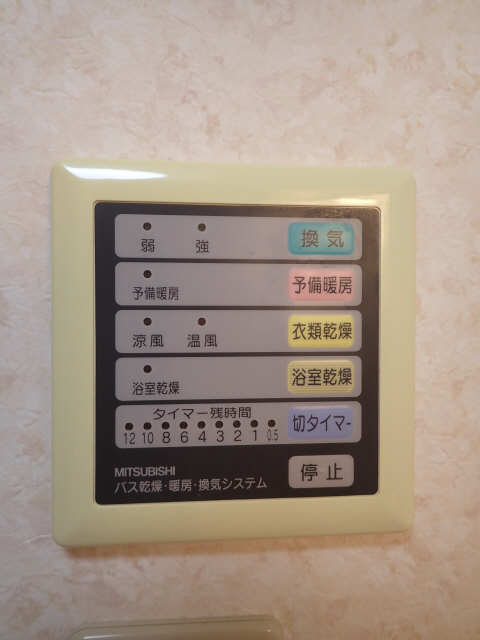 弱 強 換気
予備暖房 予備暖房
涼風 温風 衣類乾燥
浴室乾燥 浴室乾燥
タイマー残時間
12 10 8 6 4 3 2 1 0.5 切タイマー
MITSUBISHI
バス乾燥・暖房・換気システム
停止